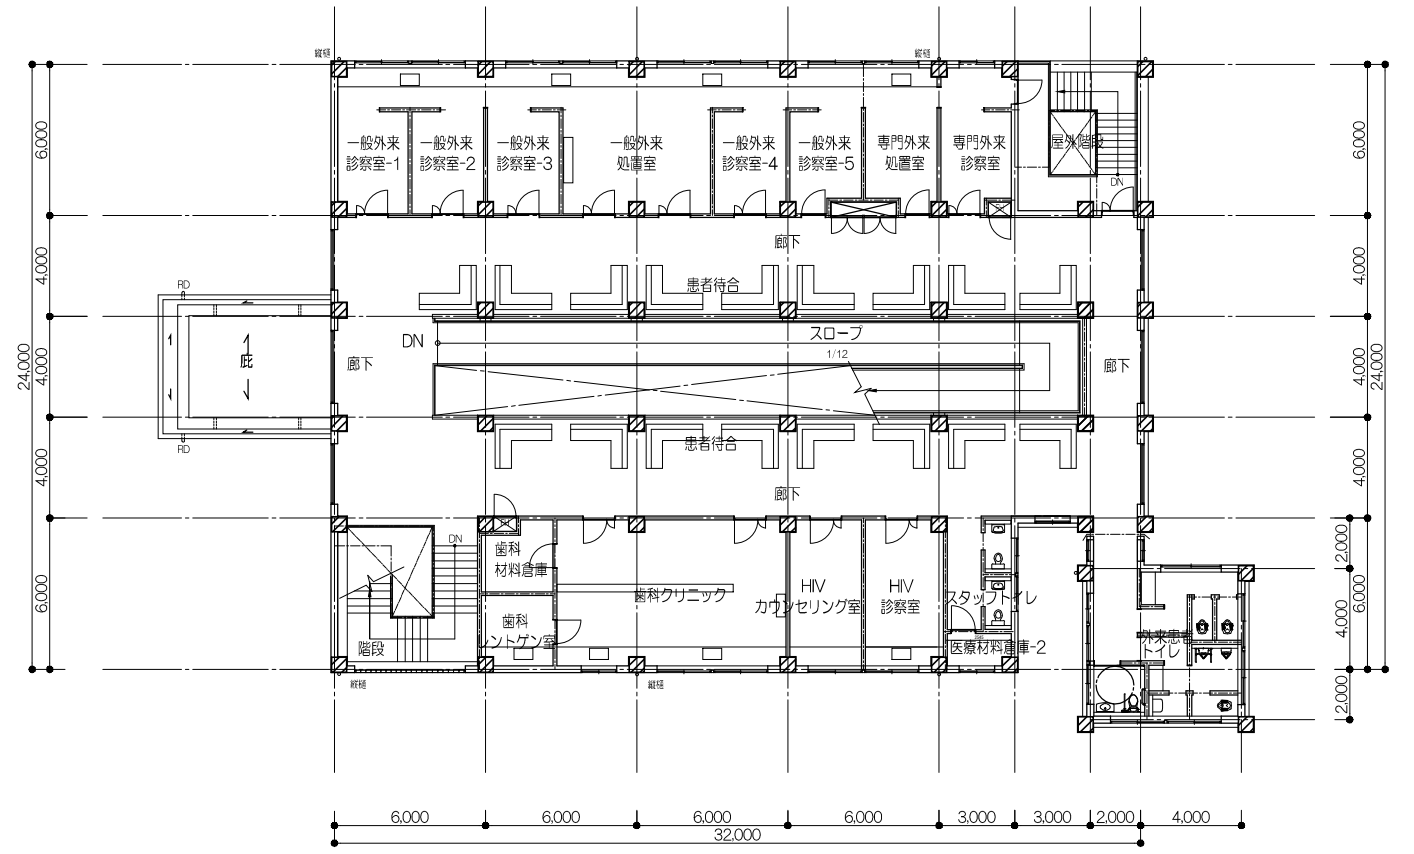 縦樋
縦樋
6,000
4,000
24,000
4,000
4,000
6,000
一般外来
診察室-1
一般外来
診察室-2
一般外来
診察室-3
一般外来
処置室
一般外来
診察室-4
一般外来
診察室-5
専門外来
処置室
専門外来
診察室
屋外階段
DN
6,000
4,000
4,000
24,000
4,000
6,000
2,000
4,000
2,000
廊下
患者待合
RD
庇
RD
廊下
DN
スロープ
1/12
廊下
患者待合
廊下
DN
階段
歯科
材料倉庫
歯科
レントゲン室
歯科クリニック
HIV
カウンセリング室
HIV
診察室
スタッフトイレ
医療材料倉庫-2
外来患者
トイレ
縦樋
縦樋
6,000
6,000
6,000
6,000
3,000
3,000
2,000
4,000
32,000